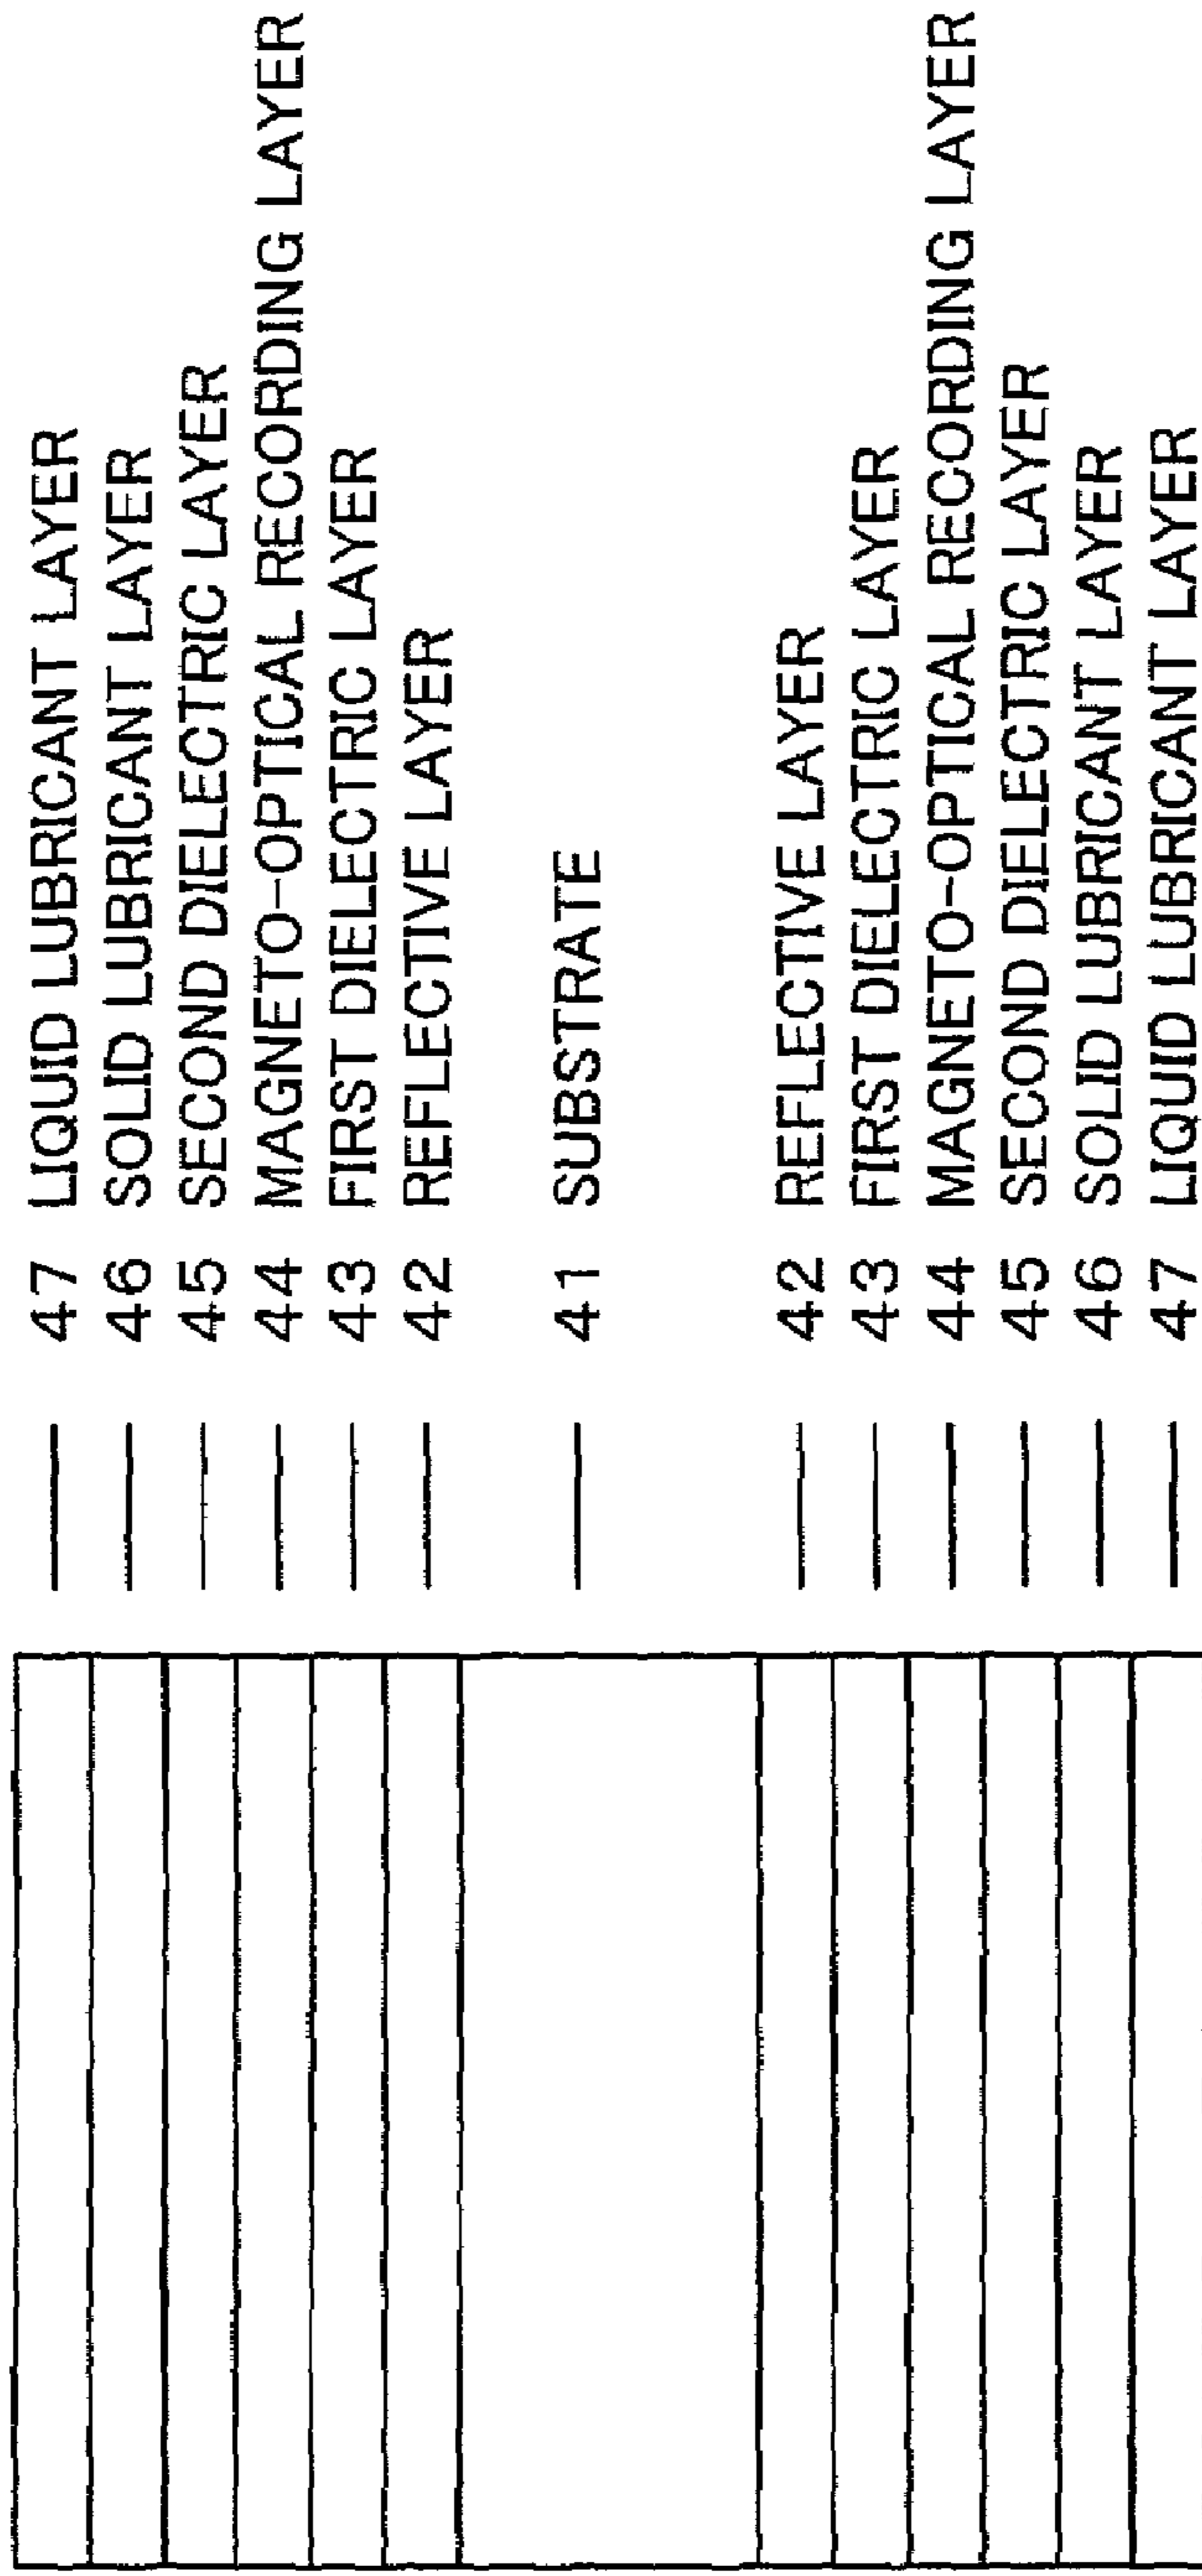 47 LIQUID LUBRICANT LAYER
46 SOLID LUBRICANT LAYER
45 SECOND DIELECTRIC LAYER
44 MAGNETO-OPTICAL RECORDING LAYER
43 FIRST DIELECTRIC LAYER
42 REFLECTIVE LAYER
41 SUBSTRATE
42 REFLECTIVE LAYER
43 FIRST DIELECTRIC LAYER
44 MAGNETO-OPTICAL RECORDING LAYER
45 SECOND DIELECTRIC LAYER
46 SOLID LUBRICANT LAYER
47 LIQUID LUBRICANT LAYER